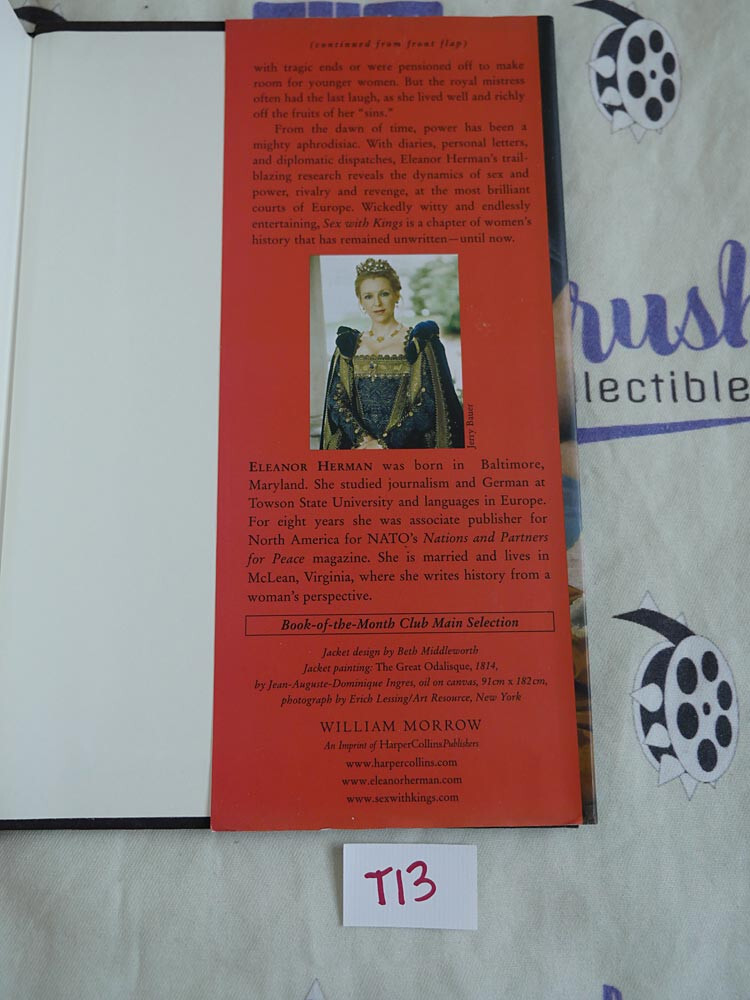 (continued from front flap)
with tragic ends or were pensioned off to make
room for younger women. But the royal mistress
often had the last laugh, as she lived well and richly
off the fruits of her “sins.”
From the dawn of time, power has been a
mighty aphrodisiac. With diaries, personal letters,
and diplomatic dispatches, Eleanor Herman’s trail-
blazing research reveals the dynamics of sex and
power, rivalry and revenge, at the most brilliant
courts of Europe. Wickedly witty and endlessly
entertaining, Sex with Kings is a chapter of women’s
history that has remained unwritten—until now.
Jerry Bauer
ELEANOR HERMAN was born in Baltimore,
Maryland. She studied journalism and German at
Towson State University and languages in Europe.
For eight years she was associate publisher for
North America for NATO’s Nations and Partners
for Peace magazine. She is married and lives in
McLean, Virginia, where she writes history from a
woman’s perspective.
Book-of-the-Month Club Main Selection
Jacket design by Beth Middleworth
Jacket painting: The Great Odalisque, 1814,
by Jean-Auguste-Dominique Ingres, oil on canvas, 91cm x 182cm,
photograph by Erich Lessing/Art Resource, New York
WILLIAM MORROW
An Imprint of HarperCollinsPublishers
www.harpercollins.com
www.eleanorherman.com
www.sexwithkings.com
rush
lectible
T13